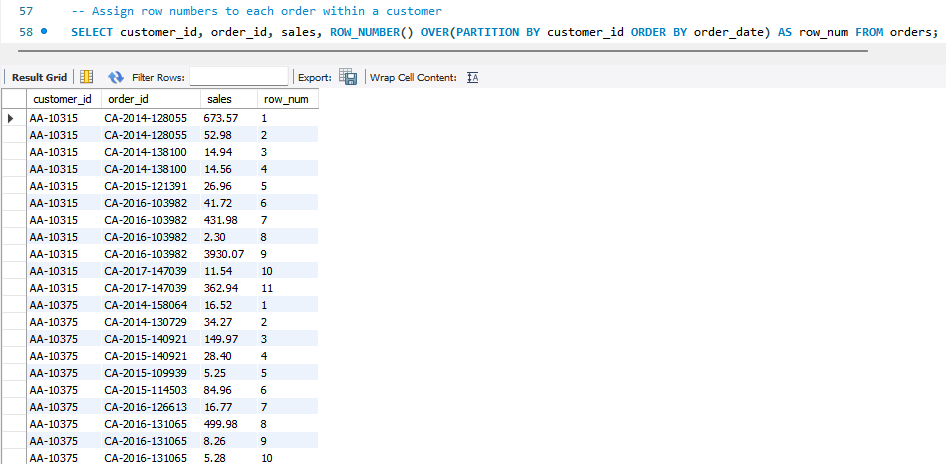 57 -- Assign row numbers to each order within a customer
58 SELECT customer_id, order_id, sales, ROW_NUMBER() OVER(PARTITION BY customer_id ORDER BY order_date) AS row_num FROM orders;
Result Grid Filter Rows: Export: Wrap Cell Content: IA
customer_id order_id sales row_num
AA-10315 CA-2014-128055 673.57 1
AA-10315 CA-2014-128055 52.98 2
AA-10315 CA-2014-138100 14.94 3
AA-10315 CA-2014-138100 14.56 4
AA-10315 CA-2015-121391 26.96 5
AA-10315 CA-2016-103982 41.72 6
AA-10315 CA-2016-103982 431.98 7
AA-10315 CA-2016-103982 2.30 8
AA-10315 CA-2016-103982 3930.07 9
AA-10315 CA-2017-147039 11.54 10
AA-10315 CA-2017-147039 362.94 11
AA-10375 CA-2014-158064 16.52 1
AA-10375 CA-2014-130729 34.27 2
AA-10375 CA-2015-140921 149.97 3
AA-10375 CA-2015-140921 28.40 4
AA-10375 CA-2015-109939 5.25 5
AA-10375 CA-2015-114503 84.96 6
AA-10375 CA-2016-126613 16.77 7
AA-10375 CA-2016-131065 499.98 8
AA-10375 CA-2016-131065 8.26 9
AA-10375 CA-2016-131065 5.28 10